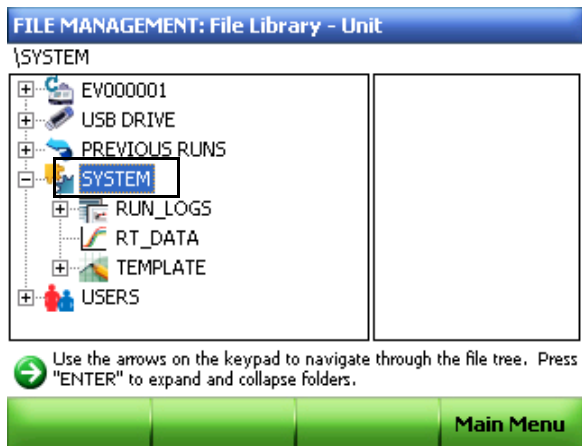 FILE MANAGEMENT: File Library - Unit
\SYSTEM
EV000001
USB DRIVE
PREVIOUS RUNS
SYSTEM
RUN_LOGS
RT_DATA
TEMPLATE
USERS
Use the arrows on the keypad to navigate through the file tree. Press
"ENTER" to expand and collapse folders.
Main Menu